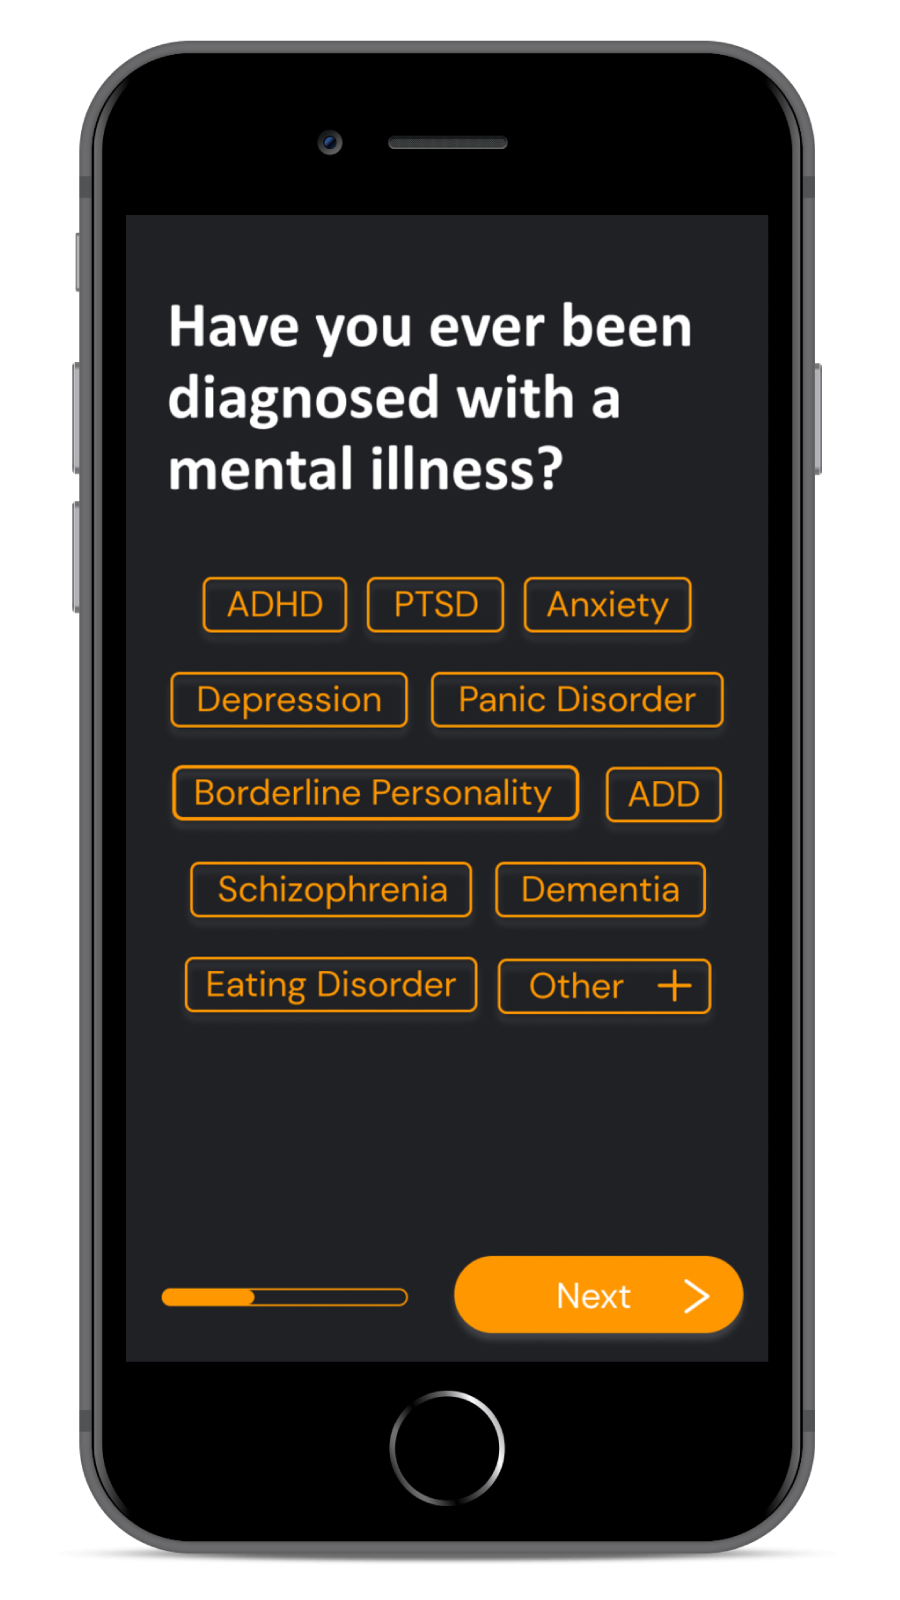 Have you ever been
diagnosed with a
mental illness?
ADHD PTSD Anxiety
Depression Panic Disorder
Borderline Personality ADD
Schizophrenia Dementia
Eating Disorder Other +
Next >